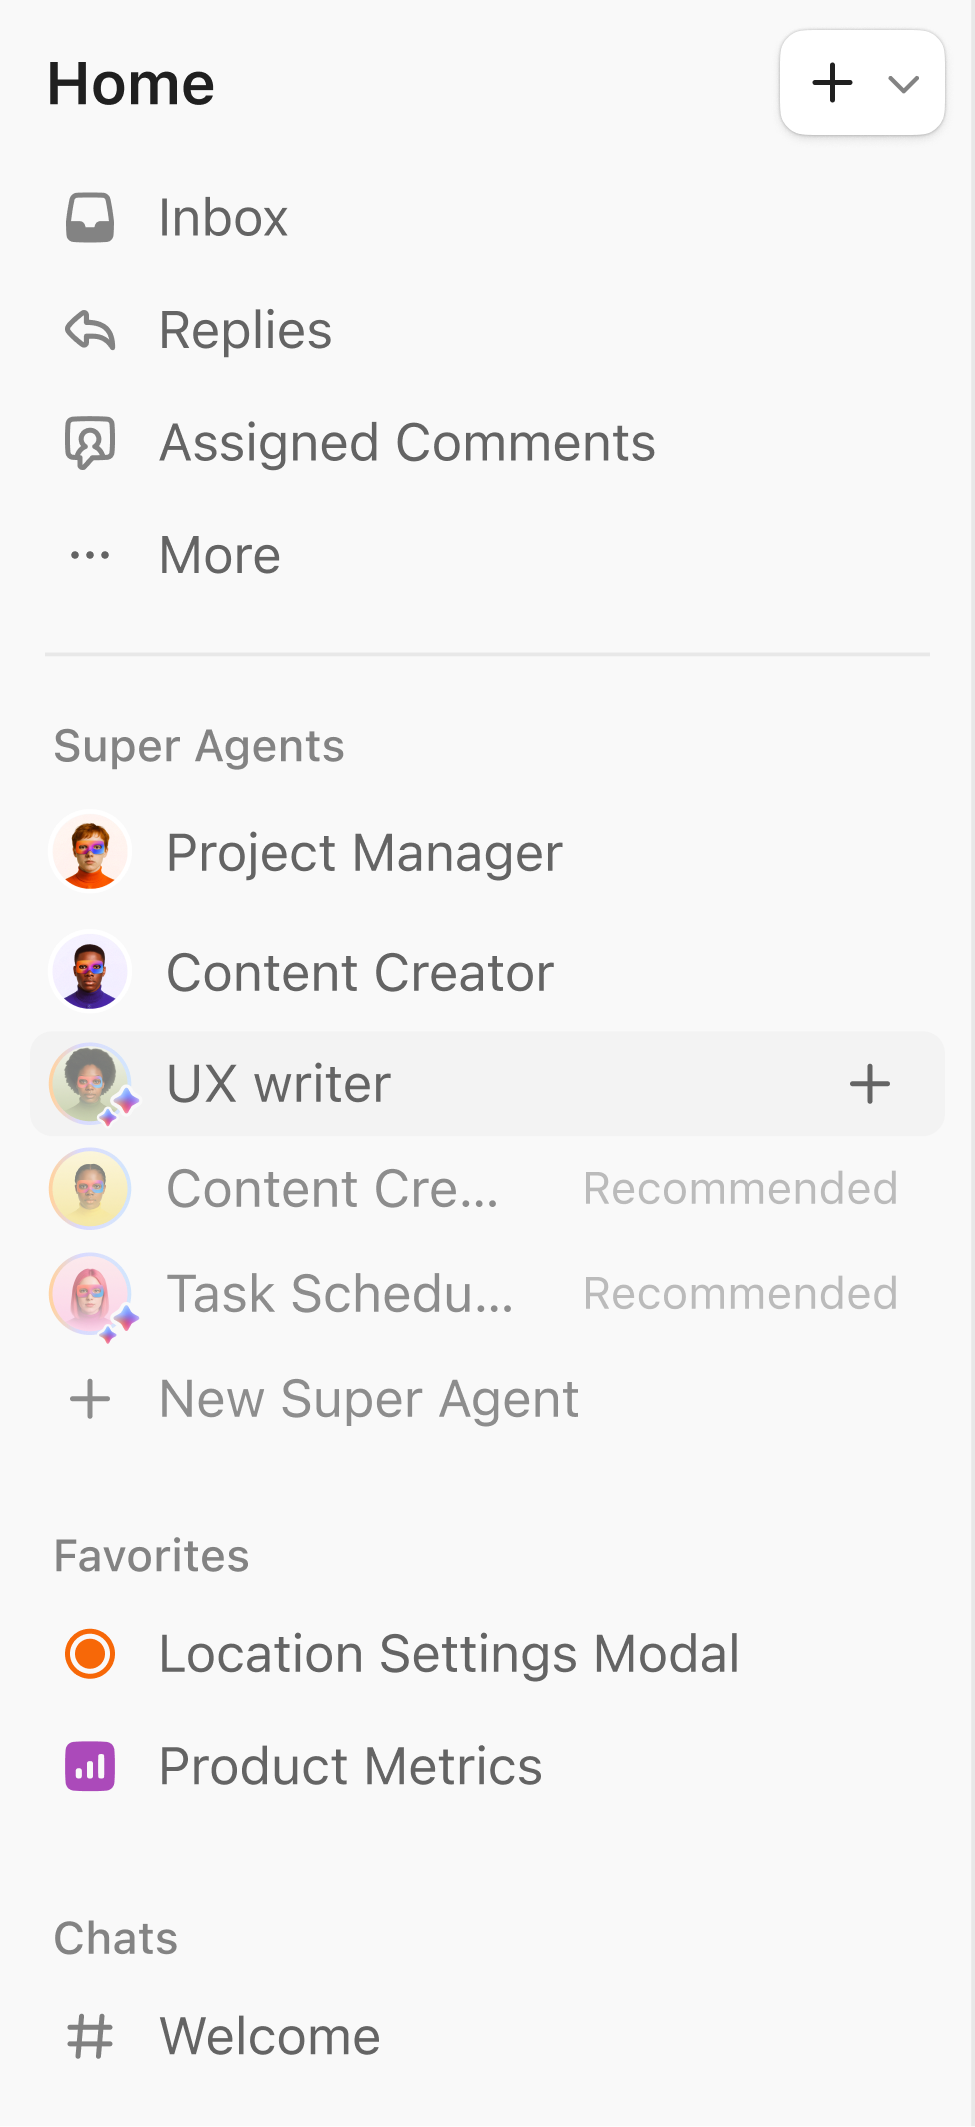 Home
Inbox
Replies
Assigned Comments
More
Super Agents
Project Manager
Content Creator
UX writer
Content Cre... Recommended
Task Schedu... Recommended
New Super Agent
Favorites
Location Settings Modal
Product Metrics
Chats
Welcome